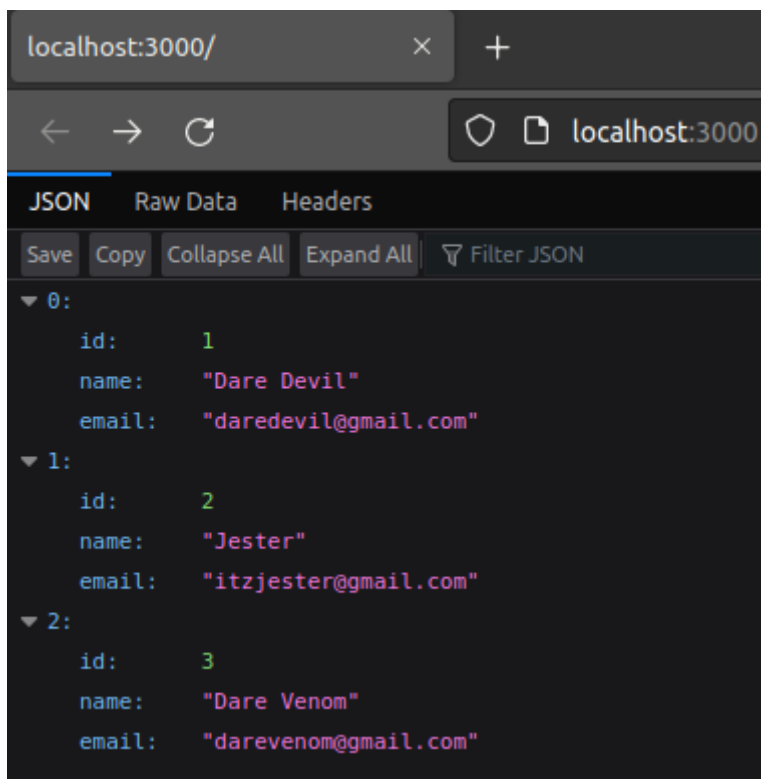 localhost:3000/
localhost:3000
JSON Raw Data Headers
Save Copy Collapse All Expand All Filter JSON
0:
id: 1
name: "Dare Devil"
email: "daredevil@gmail.com"
1:
id: 2
name: "Jester"
email: "itzjester@gmail.com"
2:
id: 3
name: "Dare Venom"
email: "darevenom@gmail.com"